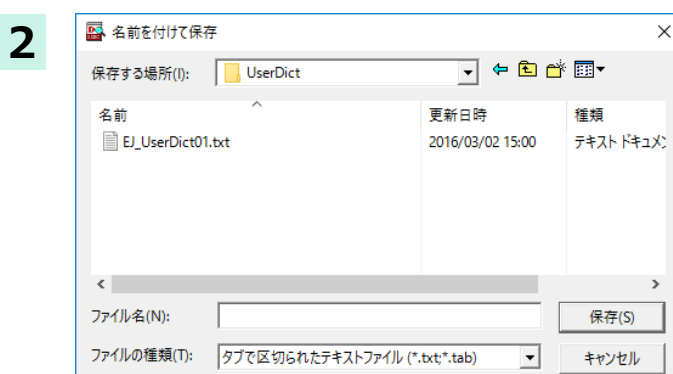 2
名前を付けて保存
保存する場所(I): UserDict
名前 更新日時 種類
EJ_UserDict01.txt 2016/03/02 15:00 テキスト ドキュメン
ファイル名(N): 保存(S)
ファイルの種類(T): タブで区切られたテキストファイル (*.txt;*.tab) キャンセル